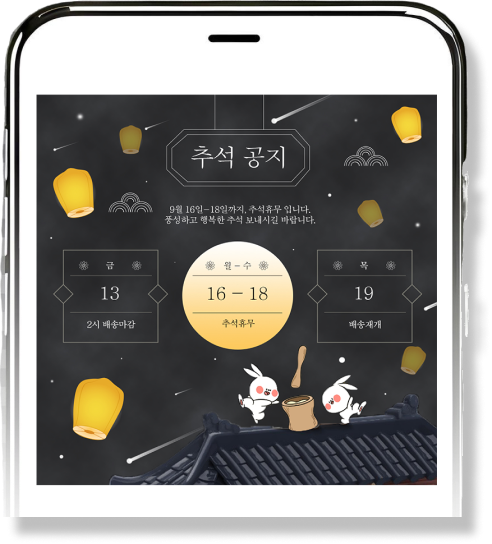 추석 공지
9월 16일-18일까지, 추석휴무 입니다.
풍성하고 행복한 추석 보내시길 바랍니다.
금
13
2시 배송마감
월-수
16 - 18
추석휴무
목
19
배송재개